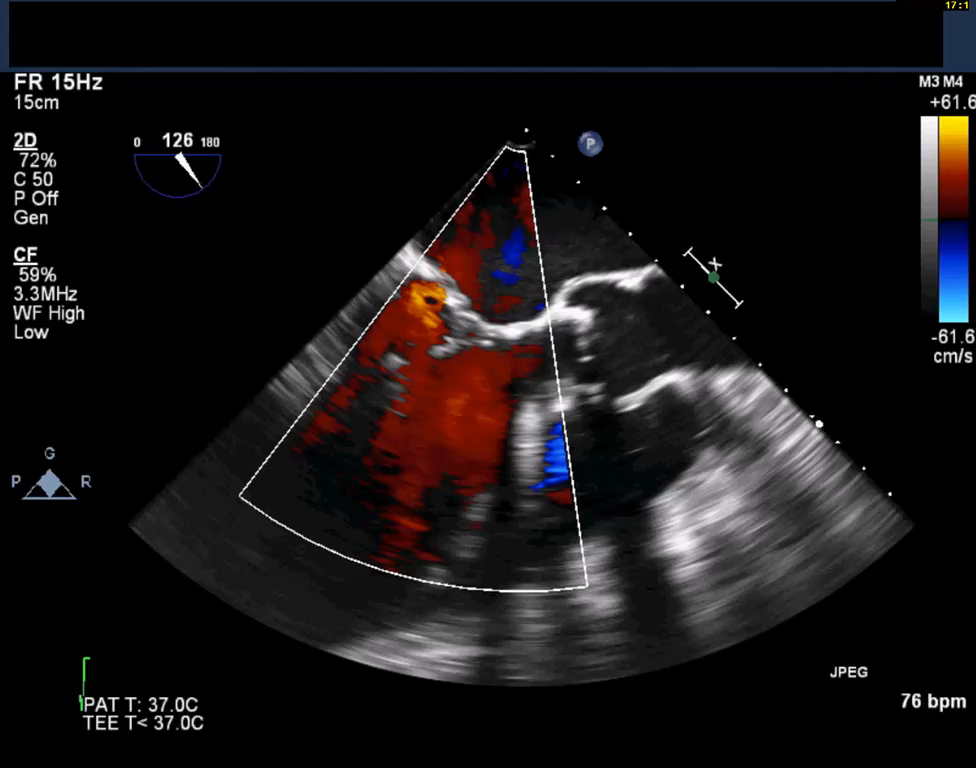 17:1
FR 15Hz
15cm
M3 M4
+61.6
2D
72%
C 50
P Off
Gen
0 126 180
P
CF
59%
3.3MHz
WF High
Low
X
-61.6
cm/s
G
P R
JPEG
PAT T: 37.0C
TEE T< 37.0C
76 bpm